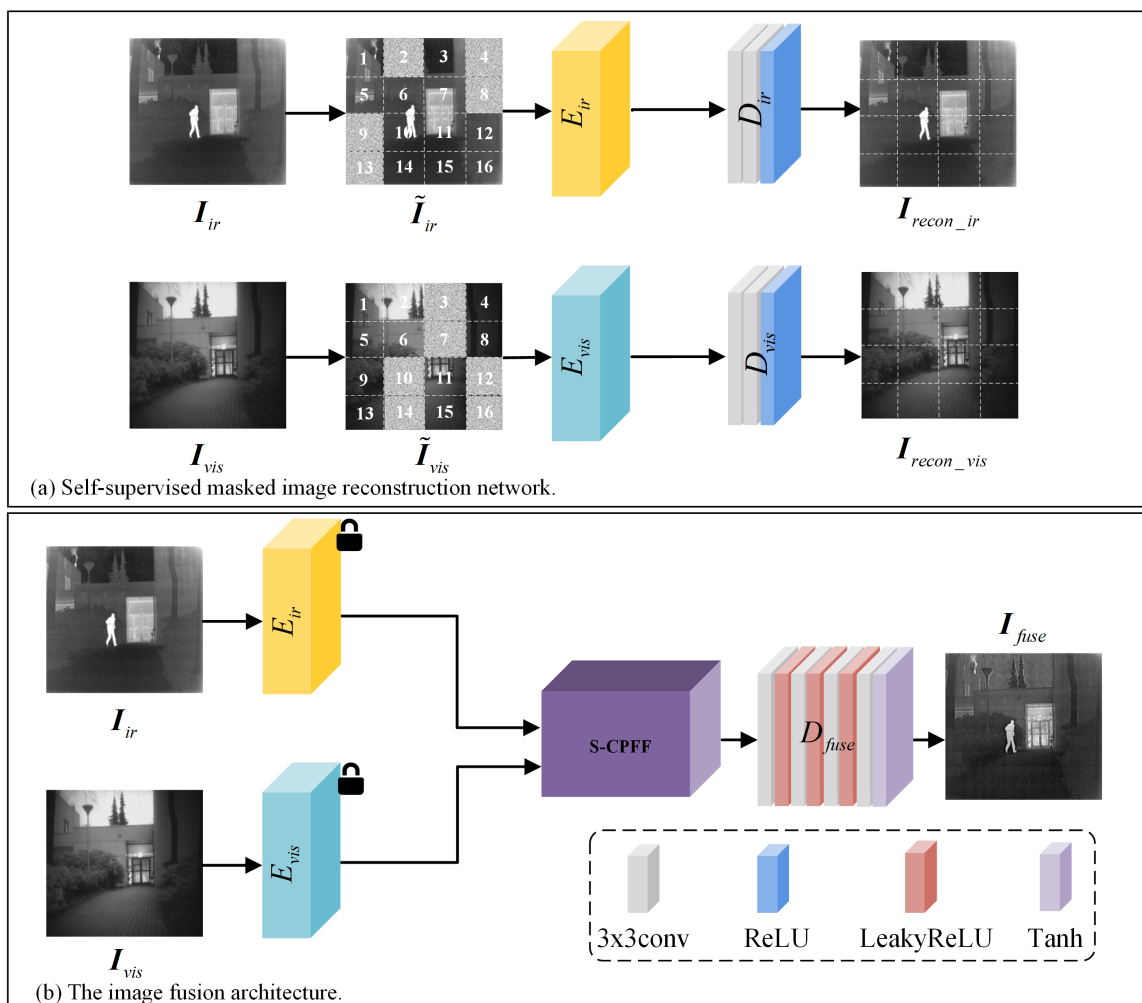 1 2 3 4
5 6 7 8
9 10 11 12
13 14 15 16
E_ir
D_ir
I_ir
Ĩ_ir
I_recon_ir
1 2 3 4
5 6 7 8
9 10 11 12
13 14 15 16
E_vis
D_vis
I_vis
Ĩ_vis
I_recon_vis
(a) Self-supervised masked image reconstruction network.
E_ir
I_ir
I_fuse
S-CPFF
D_fuse
E_vis
I_vis
3x3conv ReLU LeakyReLU Tanh
(b) The image fusion architecture.